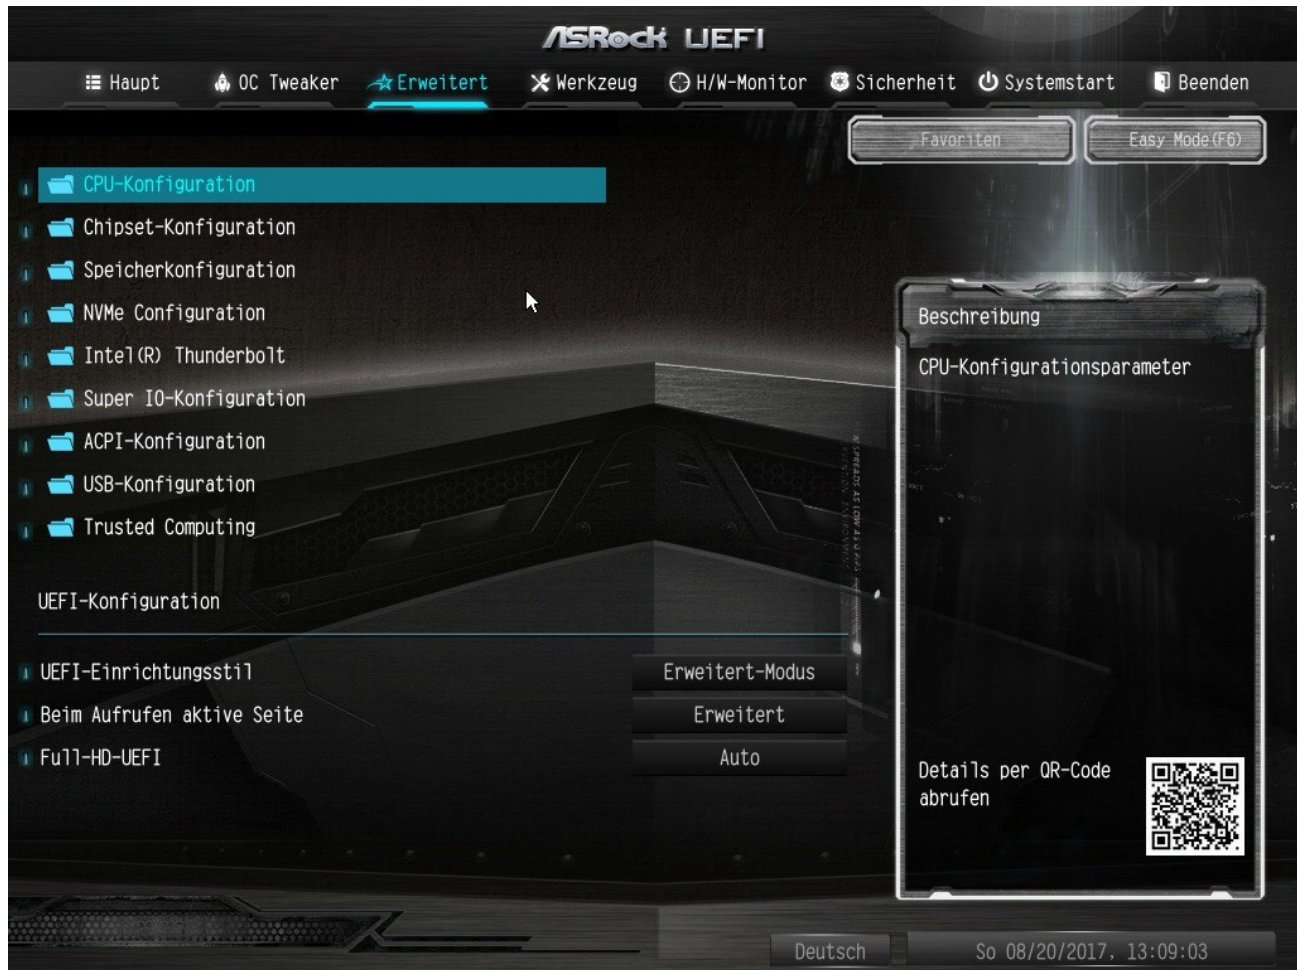 ASRock UEFI
Haupt OC Tweaker Erweitert Werkzeug H/W-Monitor Sicherheit Systemstart Beenden
Favoriten Easy Mode(F6)
CPU-Konfiguration
Chipset-Konfiguration
Speicherkonfiguration
NVMe Configuration
Intel(R) Thunderbolt
Super IO-Konfiguration
ACPI-Konfiguration
USB-Konfiguration
Trusted Computing
UEFI-Konfiguration
UEFI-Einrichtungsstil Erweitert-Modus
Beim Aufrufen aktive Seite Erweitert
Full-HD-UEFI Auto
Beschreibung
CPU-Konfigurationsparameter
Details per QR-Code
abrufen
Deutsch So 08/20/2017, 13:09:03